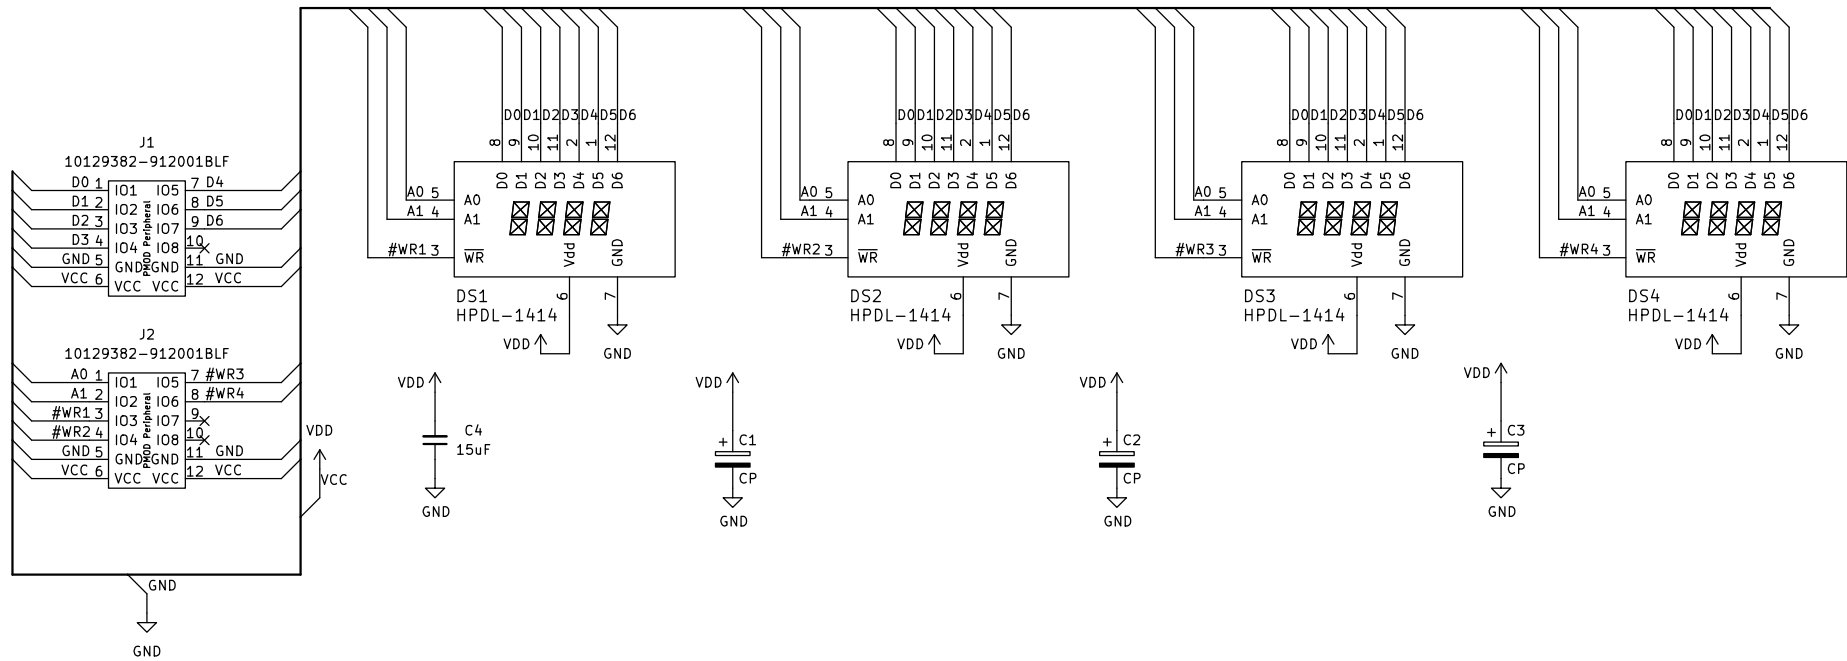 D0 D1 D2 D3 D4 D5 D6
8 9 10 11 2 1 12
D0 D1 D2 D3 D4 D5 D6
A0 5 A0
A1 4 A1
#WR1 3 WR
Vdd GND
6 7
DS1
HPDL-1414
VDD
GND
D0 D1 D2 D3 D4 D5 D6
8 9 10 11 2 1 12
D0 D1 D2 D3 D4 D5 D6
A0 5 A0
A1 4 A1
#WR2 3 WR
Vdd GND
6 7
DS2
HPDL-1414
VDD
GND
D0 D1 D2 D3 D4 D5 D6
8 9 10 11 2 1 12
D0 D1 D2 D3 D4 D5 D6
A0 5 A0
A1 4 A1
#WR3 3 WR
Vdd GND
6 7
DS3
HPDL-1414
VDD
GND
D0 D1 D2 D3 D4 D5 D6
8 9 10 11 2 1 12
D0 D1 D2 D3 D4 D5 D6
A0 5 A0
A1 4 A1
#WR4 3 WR
Vdd GND
6 7
DS4
HPDL-1414
VDD
GND
J1
10129382-912001BLF
D0 1 IO1 IO5 7 D4
D1 2 IO2 IO6 8 D5
D2 3 IO3 IO7 9 D6
D3 4 IO4 IO8 10
GND 5 GND GND 11 GND
VCC 6 VCC VCC 12 VCC
PMOD Peripheral
J2
10129382-912001BLF
A0 1 IO1 IO5 7 #WR3
A1 2 IO2 IO6 8 #WR4
#WR1 3 IO3 IO7 9
#WR2 4 IO4 IO8 10
GND 5 GND GND 11 GND
VCC 6 VCC VCC 12 VCC
PMOD Peripheral
VDD
VCC
GND
GND
VDD
C4
15uF
GND
VDD
+ C1
CP
GND
VDD
+ C2
CP
GND
VDD
+ C3
CP
GND